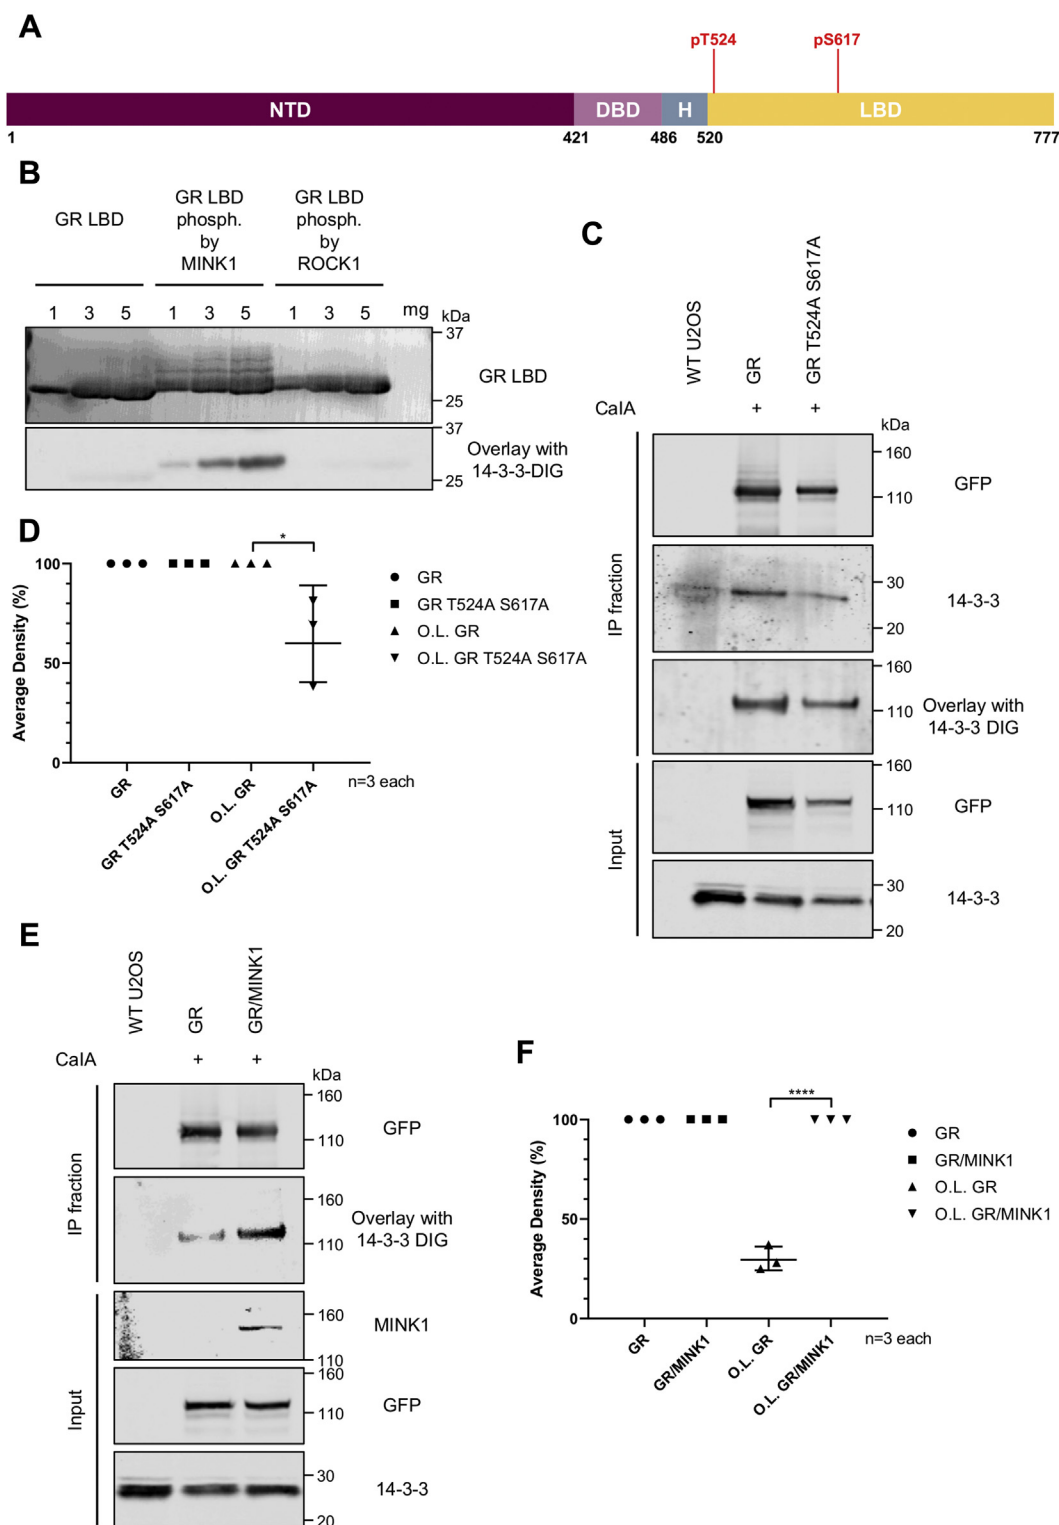 A
pT524 pS617
NTD DBD H LBD
1 421 486 520 777
B
GR LBD
GR LBD
phosph.
by
MINK1
GR LBD
phosph.
by
ROCK1
1 3 5 1 3 5 1 3 5 mg kDa
37
GR LBD
25
37
Overlay with
14-3-3-DIG
25
C
WT U2OS
GR
GR T524A S617A
CalA + +
kDa
IP fraction
160
GFP
110
30
14-3-3
20
160
110
Overlay with
14-3-3 DIG
Input
160
GFP
110
30
14-3-3
20
D
Average Density (%)
100
50
0
*
GR
GR T524A S617A
O.L. GR
O.L. GR T524A S617A
n=3 each
GR
GR T524A S617A
O.L. GR
O.L. GR T524A S617A
E
WT U2OS
GR
GR/MINK1
CalA + +
kDa
IP fraction
160
GFP
110
160
Overlay with
14-3-3 DIG
110
Input
160
MINK1
110
160
GFP
110
30
14-3-3
20
F
Average Density (%)
100
50
0
****
GR
GR/MINK1
O.L. GR
O.L. GR/MINK1
n=3 each
GR
GR/MINK1
O.L. GR
O.L. GR/MINK1